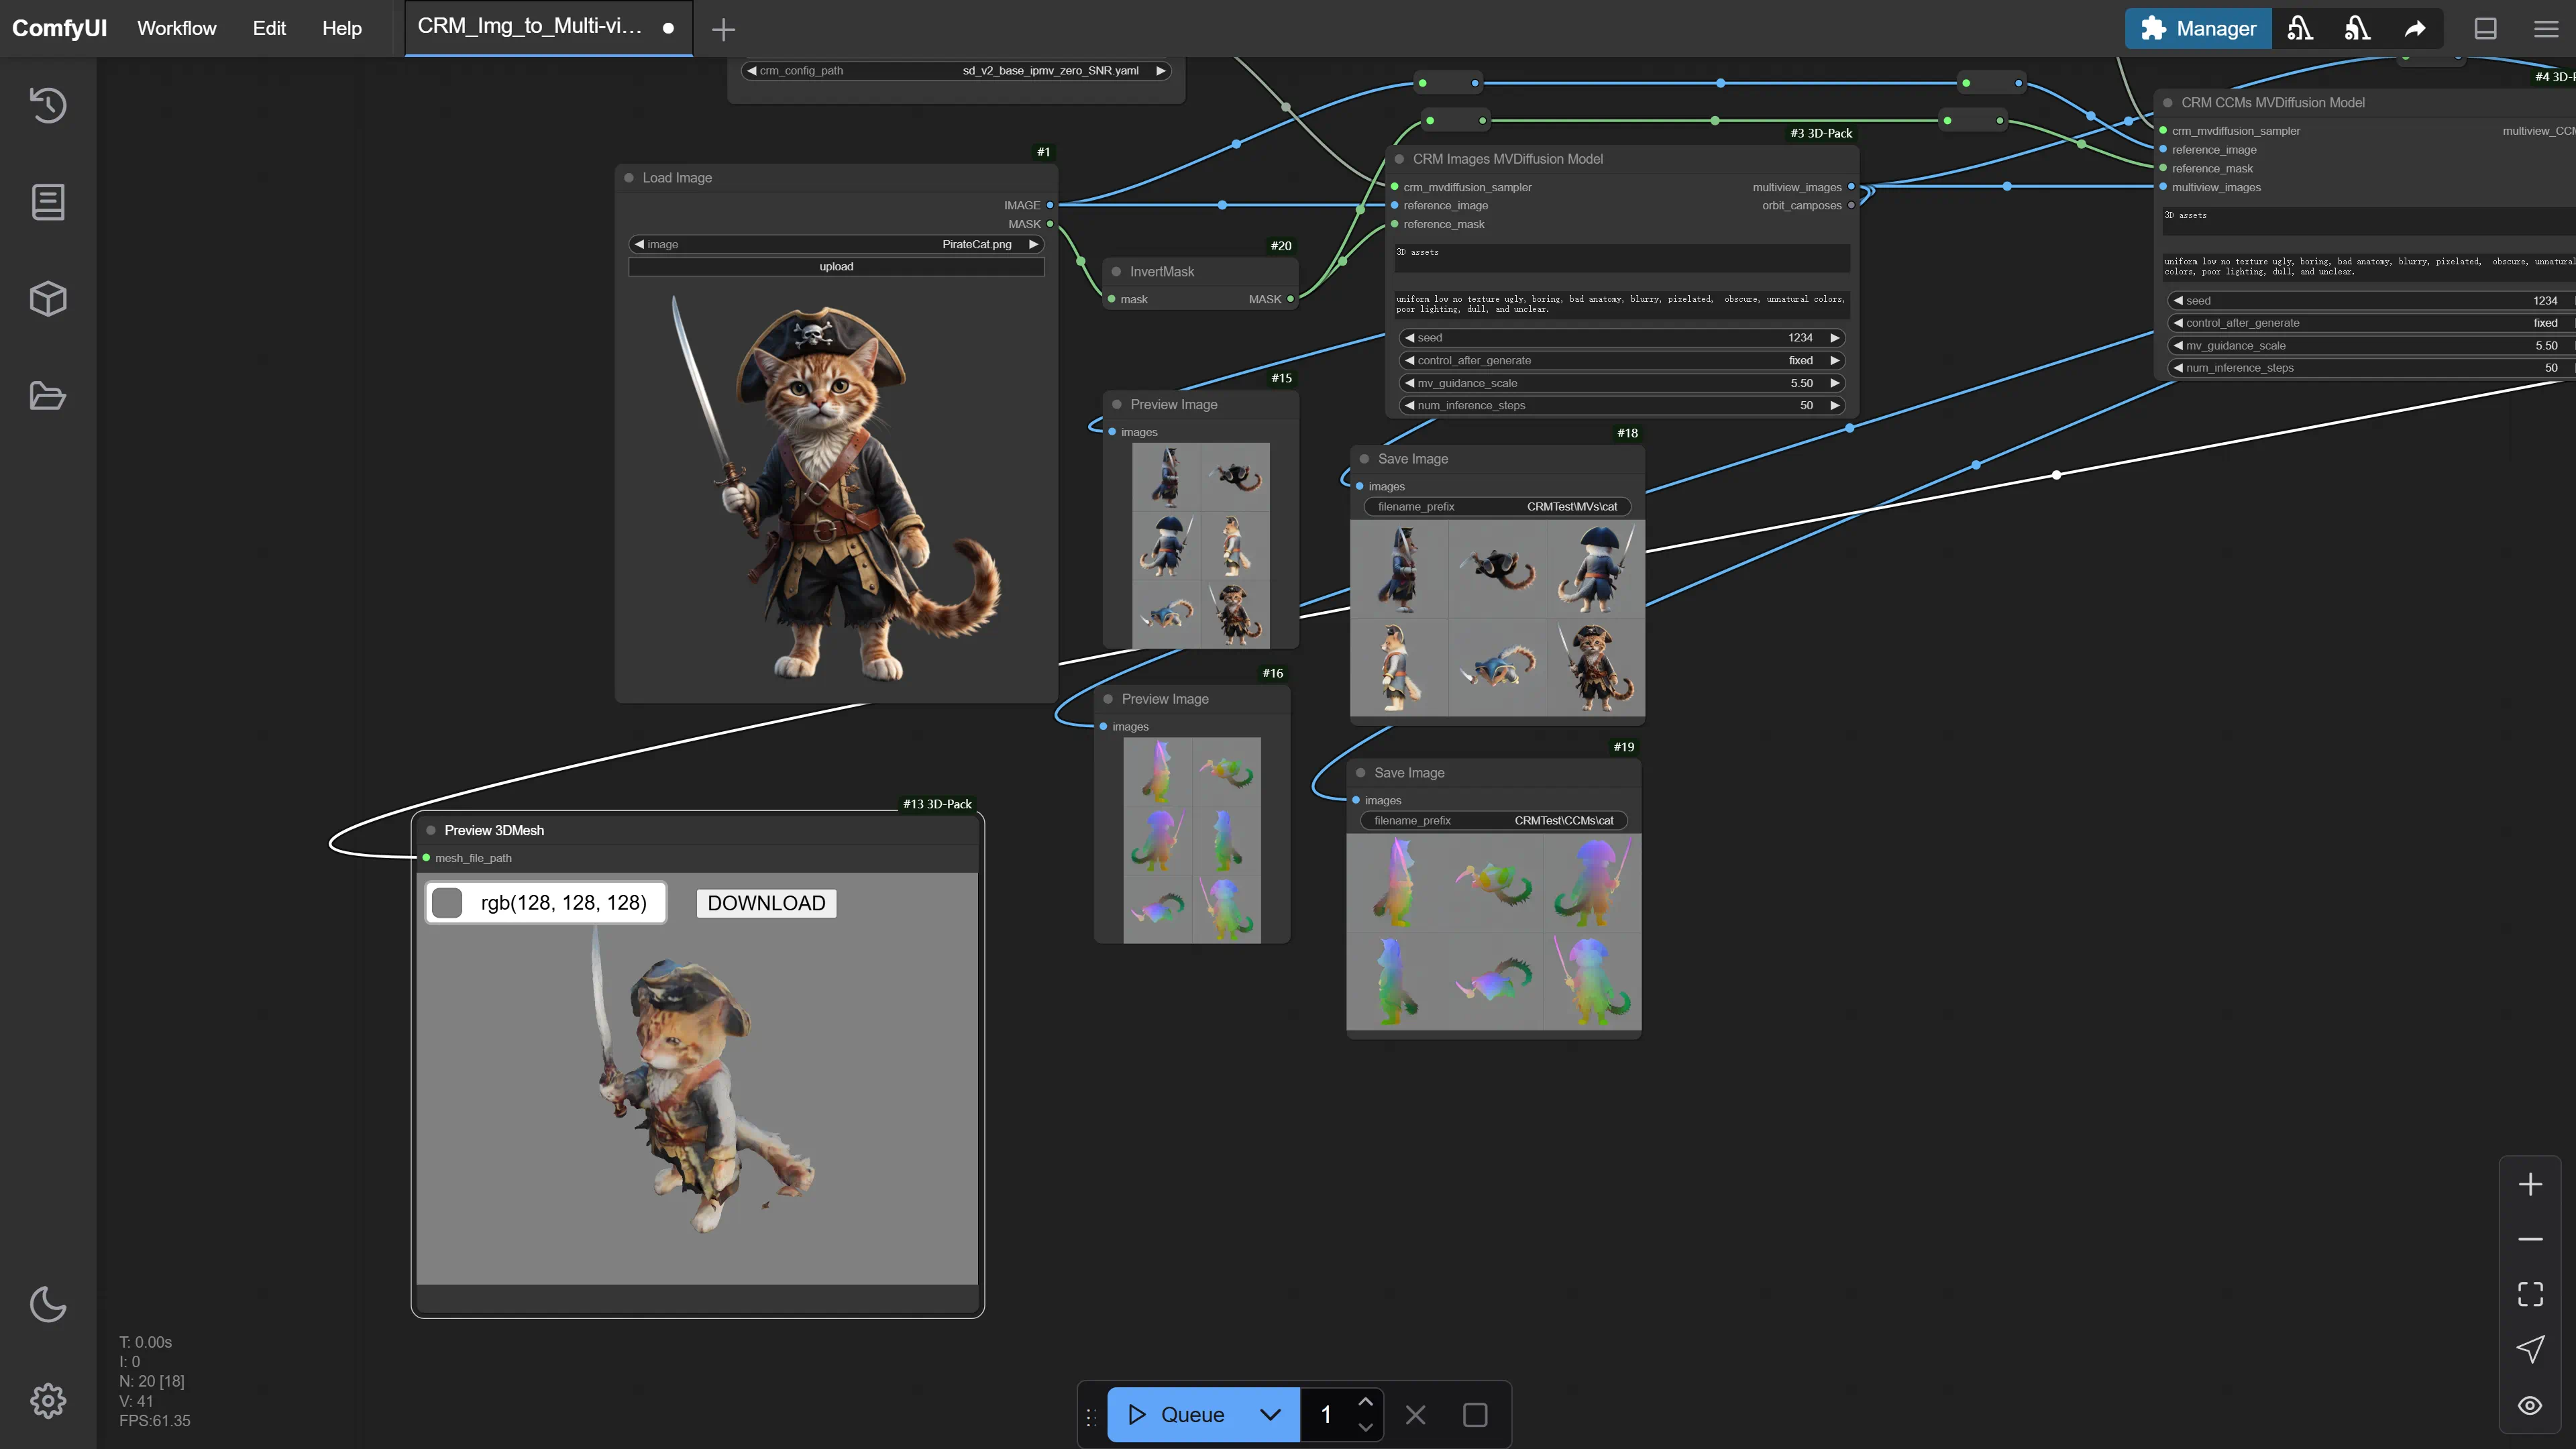 ComfyUI
Workflow
Edit
Help
CRM_Img_to_Multi-vi...
Manager
crm_config_path sd_v2_base_ipmv_zero_SNR.yaml
#1
Load Image
IMAGE
MASK
image PirateCat.png
upload
#20
InvertMask
mask MASK
#3 3D-Pack
CRM Images MVDiffusion Model
crm_mvdiffusion_sampler multiview_images
reference_image orbit_camposes
reference_mask
3D assets
uniform low no texture ugly, boring, bad anatomy, blurry, pixelated, obscure, unnatural colors,
poor lighting, dull, and unclear.
seed 1234
control_after_generate fixed
mv_guidance_scale 5.50
num_inference_steps 50
#4 3D-P
CRM CCMs MVDiffusion Model
crm_mvdiffusion_sampler multiview_CCM
reference_image
reference_mask
multiview_images
3D assets
uniform low no texture ugly, boring, bad anatomy, blurry, pixelated, obscure, unnatural
colors, poor lighting, dull, and unclear.
seed 1234
control_after_generate fixed
mv_guidance_scale 5.50
num_inference_steps 50
#15
Preview Image
images
#18
Save Image
images
filename_prefix CRMTest\MVs\cat
#16
Preview Image
images
#19
Save Image
images
filename_prefix CRMTest\CCMs\cat
#13 3D-Pack
Preview 3DMesh
mesh_file_path
rgb(128, 128, 128)
DOWNLOAD
T: 0.00s
I: 0
N: 20 [18]
V: 41
FPS:61.35
Queue
1